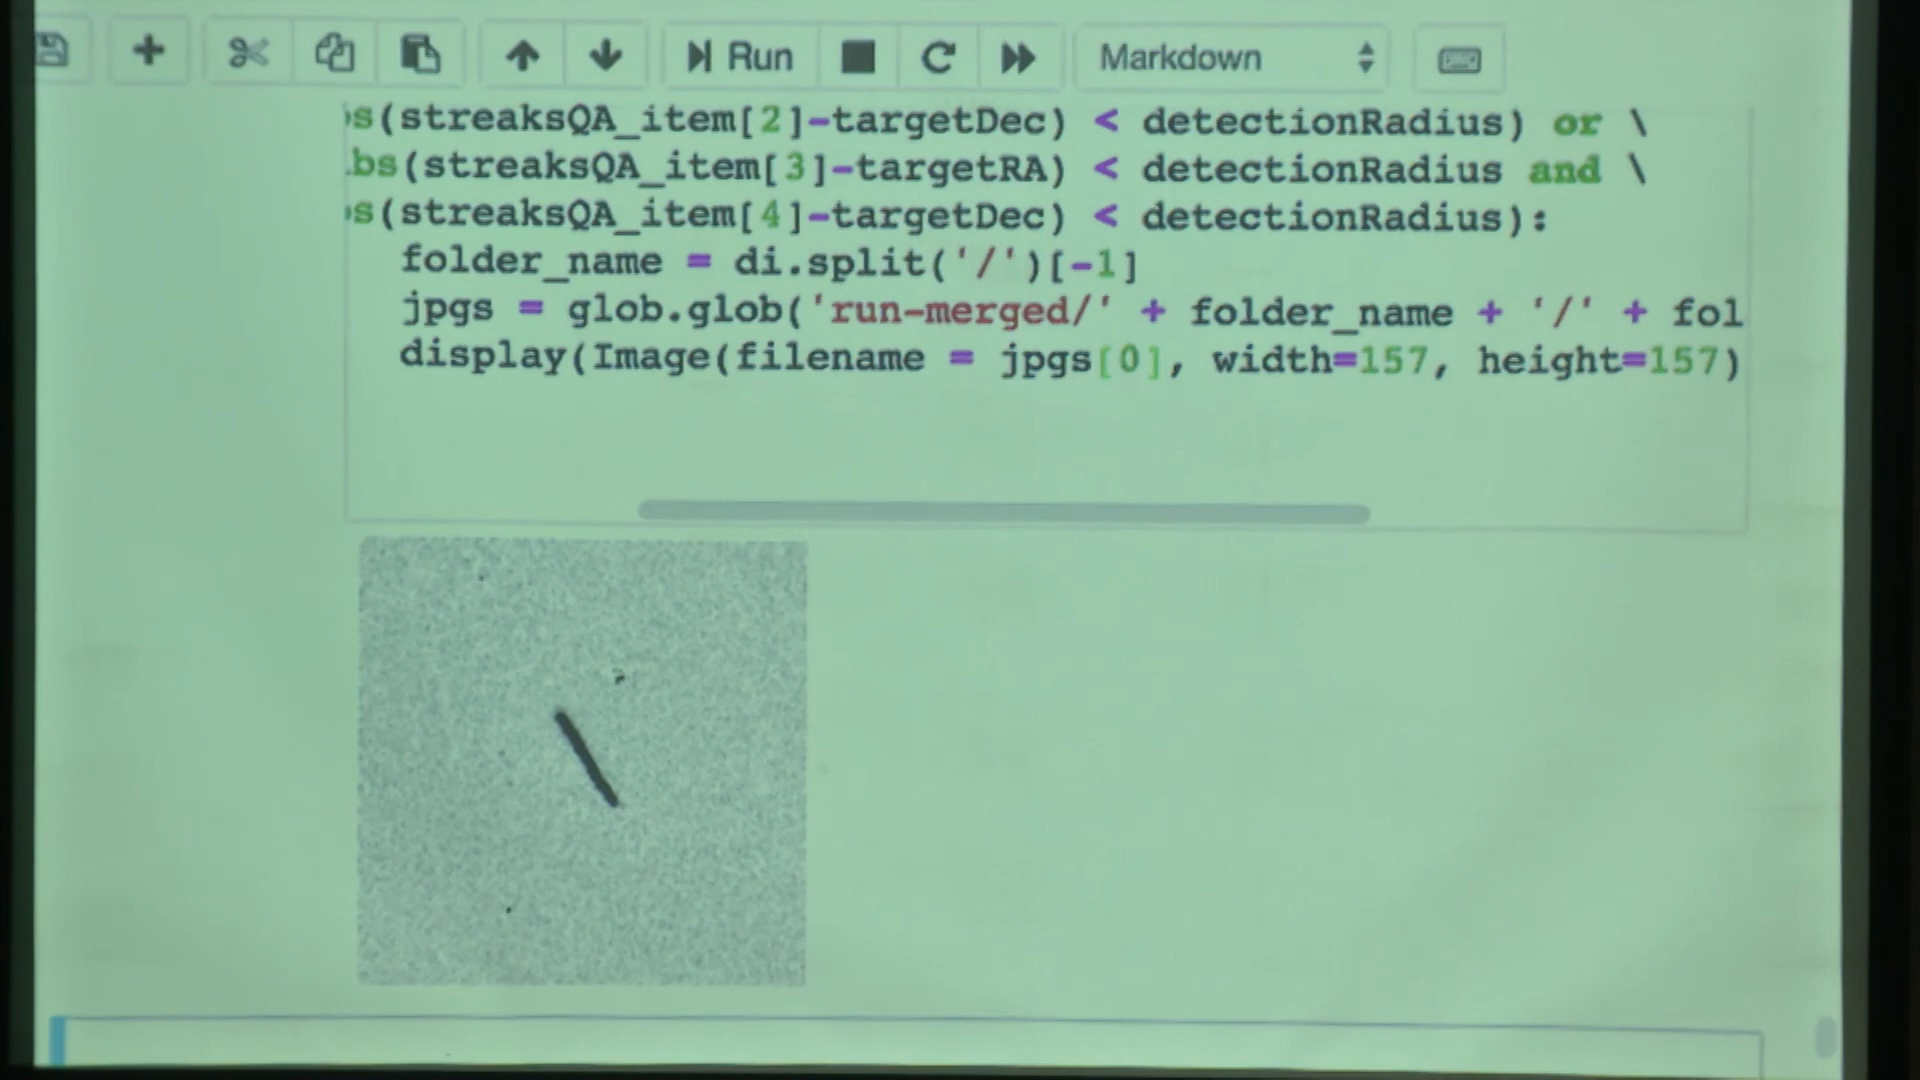 Run Markdown
s(streaksQA_item[2]-targetDec) < detectionRadius) or \
bs(streaksQA_item[3]-targetRA) < detectionRadius and \
s(streaksQA_item[4]-targetDec) < detectionRadius):
folder_name = di.split('/')[-1]
jpgs = glob.glob('run-merged/' + folder_name + '/' + fol
display(Image(filename = jpgs[0], width=157, height=157)